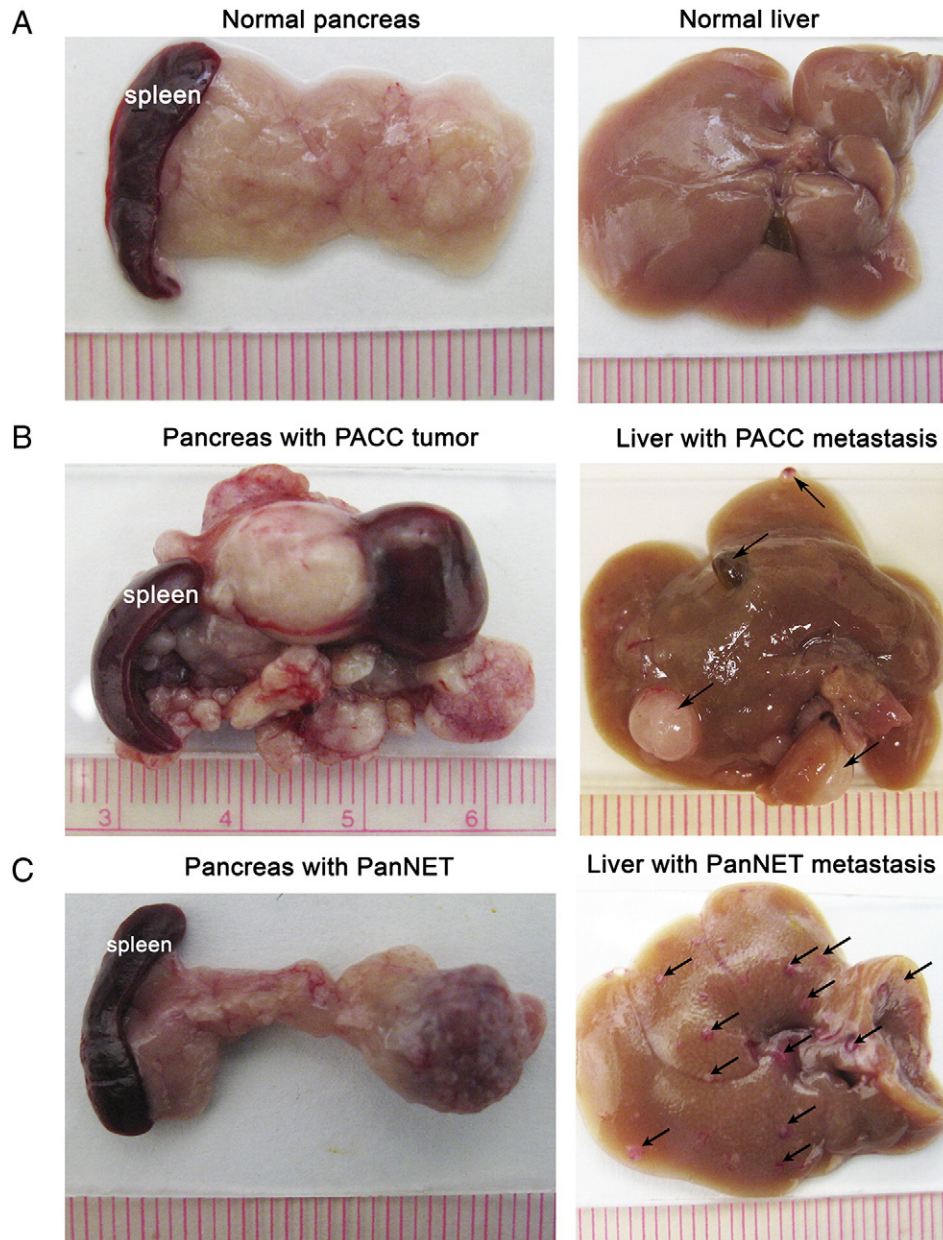 A
Normal pancreas
Normal liver
spleen
B
Pancreas with PACC tumor
Liver with PACC metastasis
spleen
3 4 5 6
C
Pancreas with PanNET
Liver with PanNET metastasis
spleen